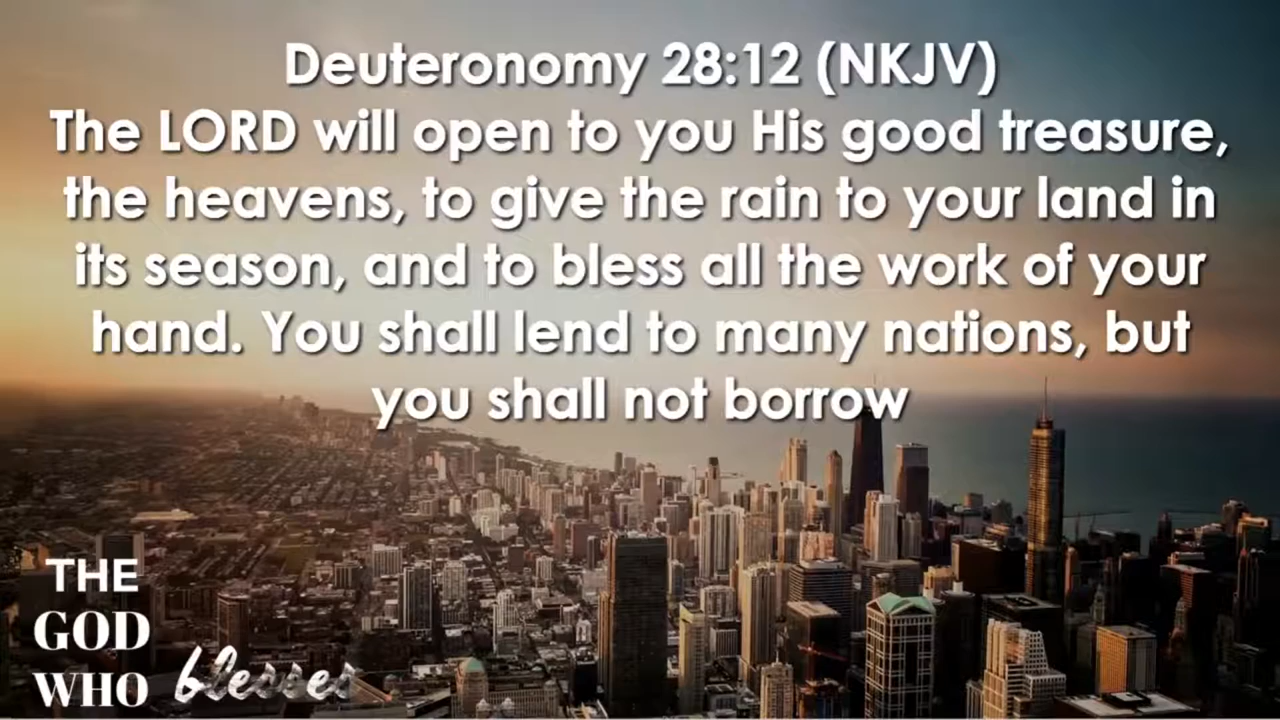 Deuteronomy 28:12 (NKJV)
The LORD will open to you His good treasure,
the heavens, to give the rain to your land in
its season, and to bless all the work of your
hand. You shall lend to many nations, but
you shall not borrow
THE
GOD
WHO blesses